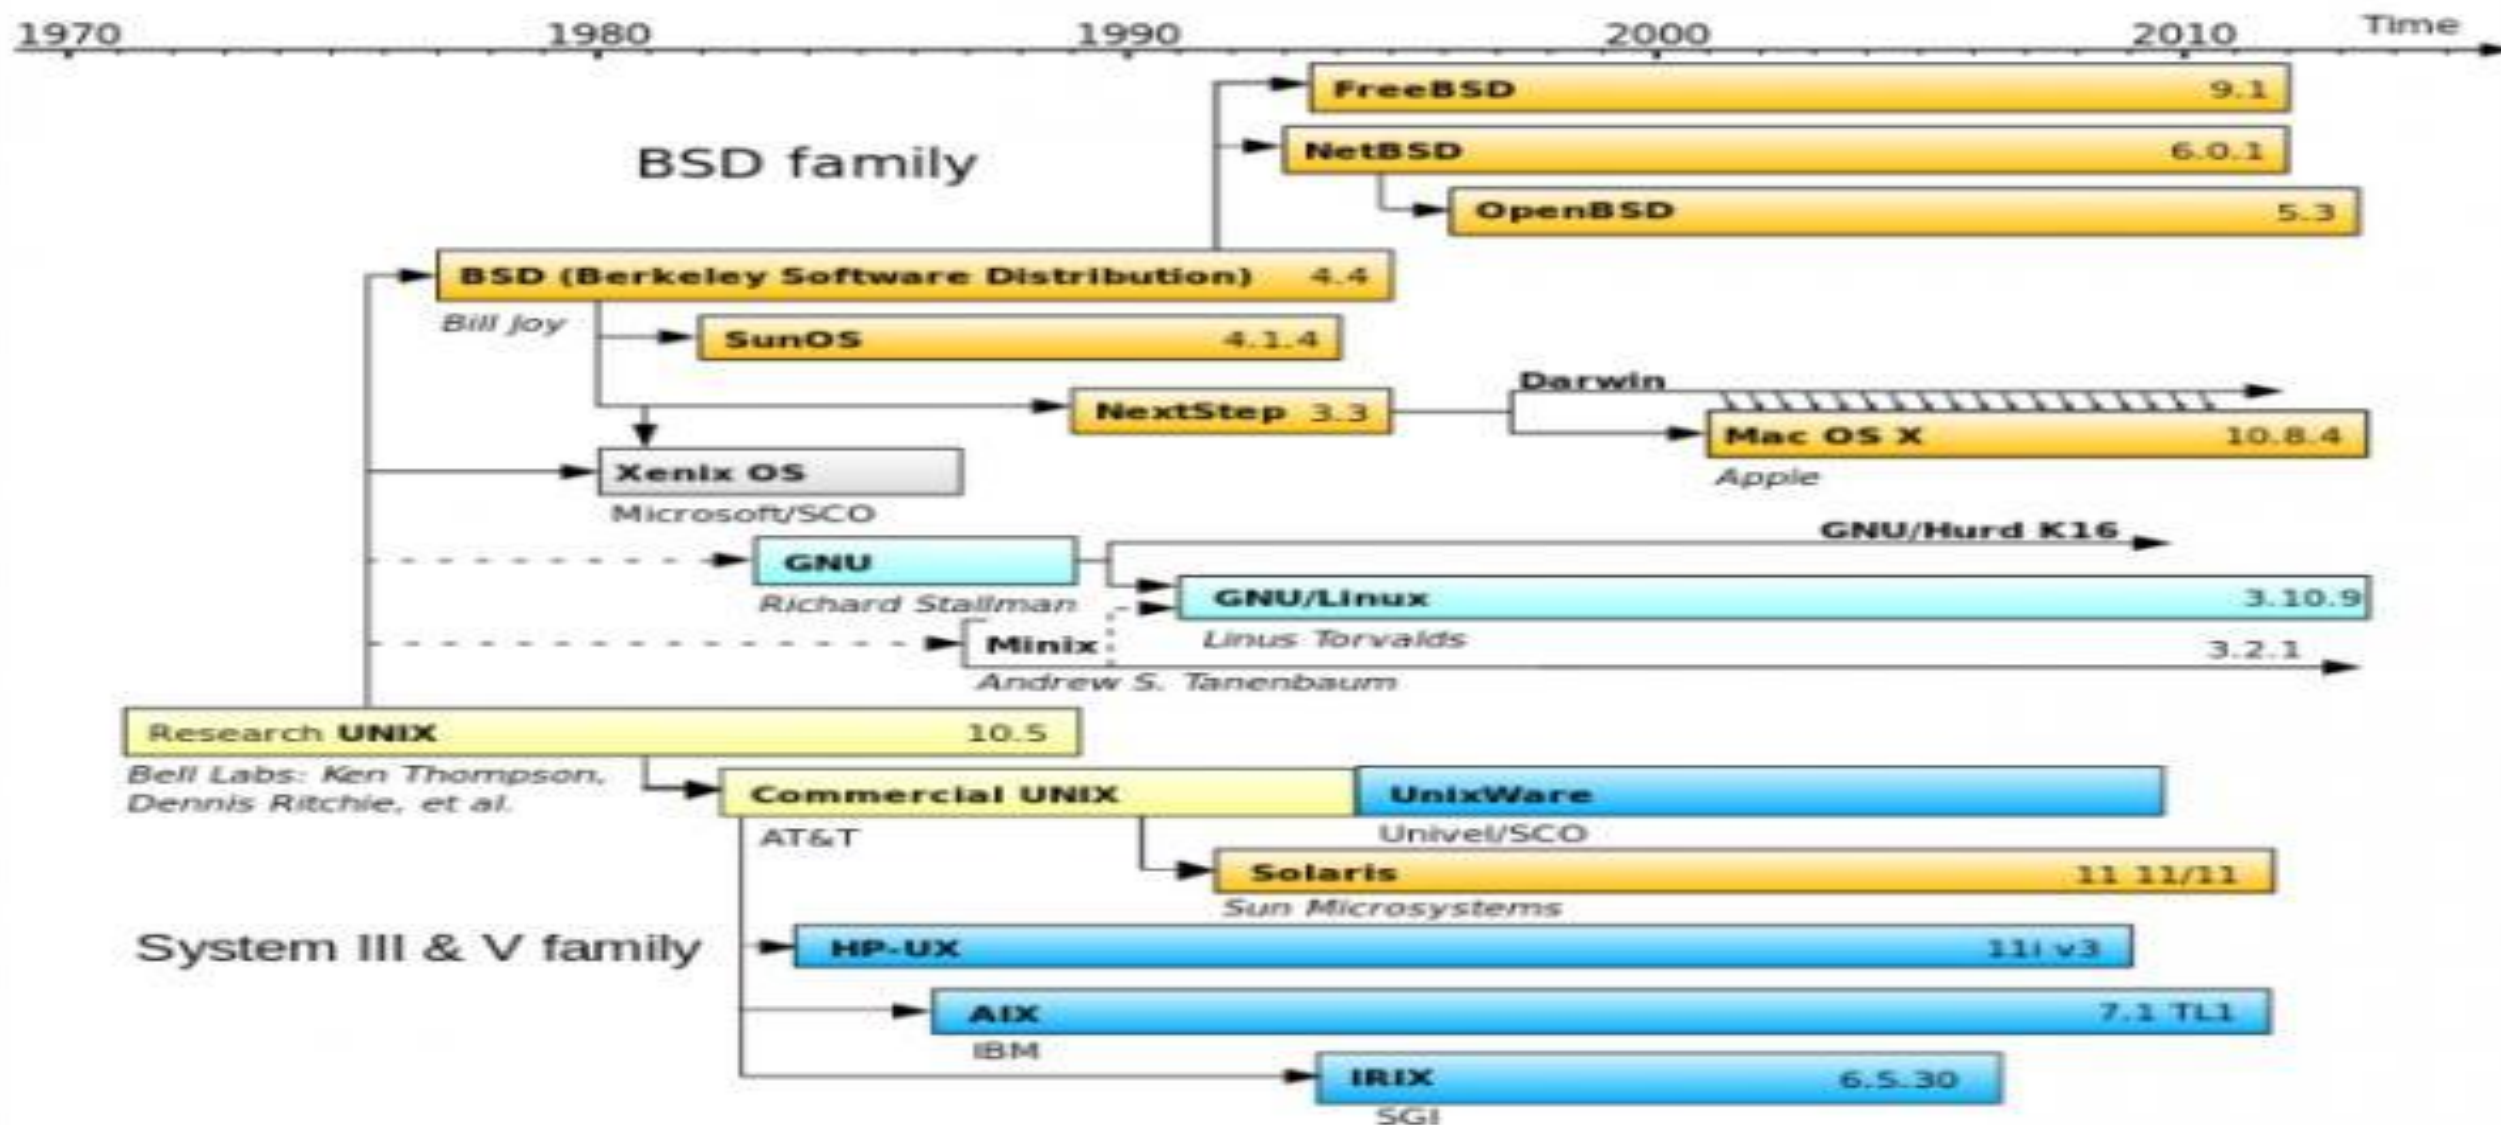 1970 1980 1990 2000 2010 Time
FreeBSD 9.1
BSD family
NetBSD 6.0.1
OpenBSD 5.3
BSD (Berkeley Software Distribution) 4.4
Bill Joy
SunOS 4.1.4
Darwin
NextStep 3.3
Mac OS X 10.8.4
Apple
Xenix OS
Microsoft/SCO
GNU/Hurd K16
GNU
Richard Stallman
GNU/Linux 3.10.9
Linus Torvalds
Minix 3.2.1
Andrew S. Tanenbaum
Research UNIX 10.5
Bell Labs: Ken Thompson,
Dennis Ritchie, et al.
Commercial UNIX
AT&T
UnixWare
Univel/SCO
Solaris 11 11/11
Sun Microsystems
System III & V family
HP-UX 11i v3
AIX 7.1 TL1
IBM
IRIX 6.5.30
SGI